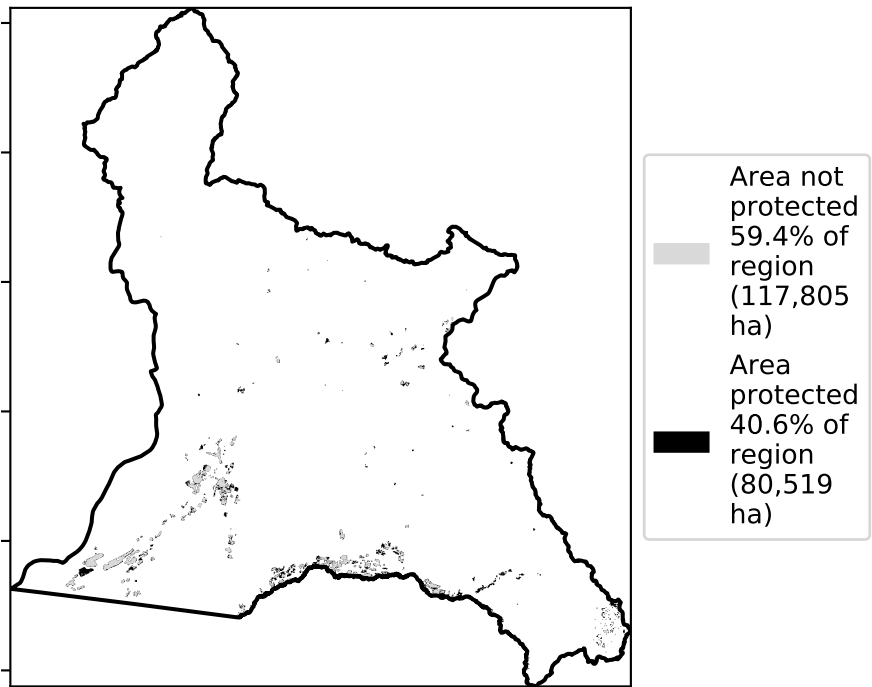 Area not
protected
59.4% of
region
(117,805
ha)
Area
protected
40.6% of
region
(80,519
ha)